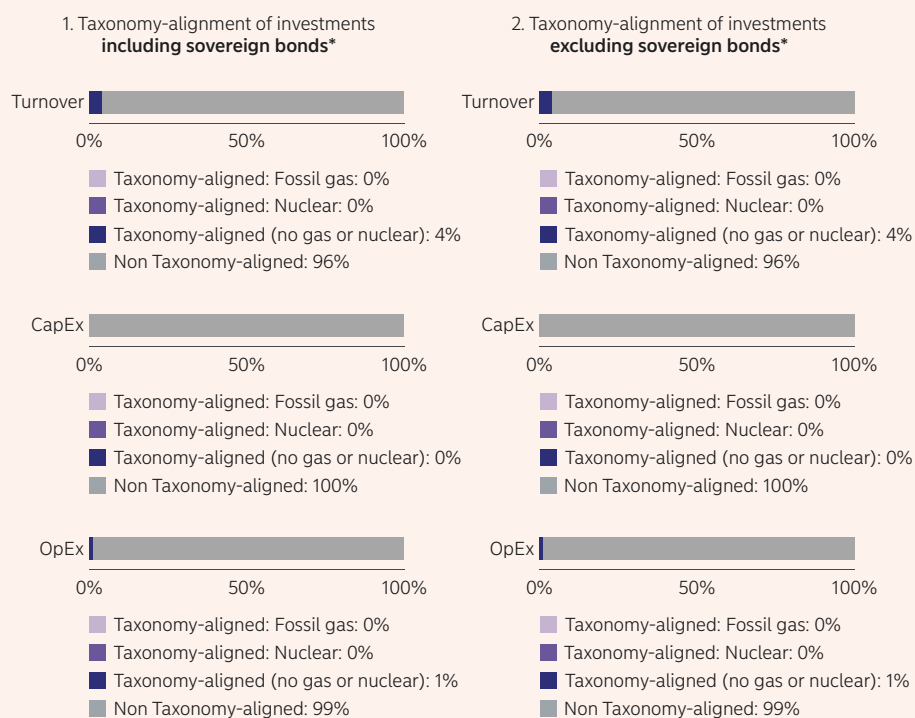 1. Taxonomy-alignment of investments
including sovereign bonds*
Turnover
0% 50% 100%
Taxonomy-aligned: Fossil gas: 0%
Taxonomy-aligned: Nuclear: 0%
Taxonomy-aligned (no gas or nuclear): 4%
Non Taxonomy-aligned: 96%
CapEx
0% 50% 100%
Taxonomy-aligned: Fossil gas: 0%
Taxonomy-aligned: Nuclear: 0%
Taxonomy-aligned (no gas or nuclear): 0%
Non Taxonomy-aligned: 100%
OpEx
0% 50% 100%
Taxonomy-aligned: Fossil gas: 0%
Taxonomy-aligned: Nuclear: 0%
Taxonomy-aligned (no gas or nuclear): 1%
Non Taxonomy-aligned: 99%
2. Taxonomy-alignment of investments
excluding sovereign bonds*
Turnover
0% 50% 100%
Taxonomy-aligned: Fossil gas: 0%
Taxonomy-aligned: Nuclear: 0%
Taxonomy-aligned (no gas or nuclear): 4%
Non Taxonomy-aligned: 96%
CapEx
0% 50% 100%
Taxonomy-aligned: Fossil gas: 0%
Taxonomy-aligned: Nuclear: 0%
Taxonomy-aligned (no gas or nuclear): 0%
Non Taxonomy-aligned: 100%
OpEx
0% 50% 100%
Taxonomy-aligned: Fossil gas: 0%
Taxonomy-aligned: Nuclear: 0%
Taxonomy-aligned (no gas or nuclear): 1%
Non Taxonomy-aligned: 99%